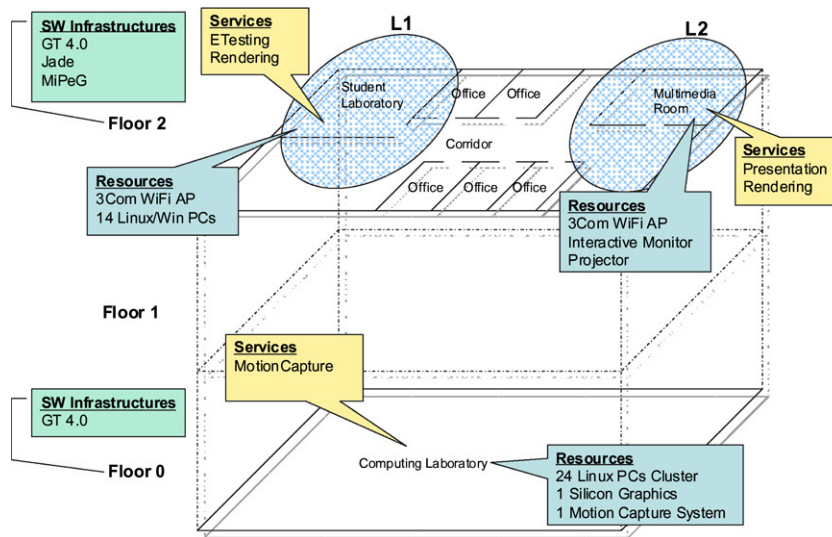 SW Infrastructures
GT 4.0
Jade
MiPeG
Floor 2
Services
ETesting
Rendering
L1
L2
Student
Laboratory
Office
Office
Multimedia
Room
Corridor
Services
Presentation
Rendering
Resources
3Com WiFi AP
14 Linux/Win PCs
Office
Office
Office
Resources
3Com WiFi AP
Interactive Monitor
Projector
Floor 1
Services
MotionCapture
SW Infrastructures
GT 4.0
Floor 0
Computing Laboratory
Resources
24 Linux PCs Cluster
1 Silicon Graphics
1 Motion Capture System